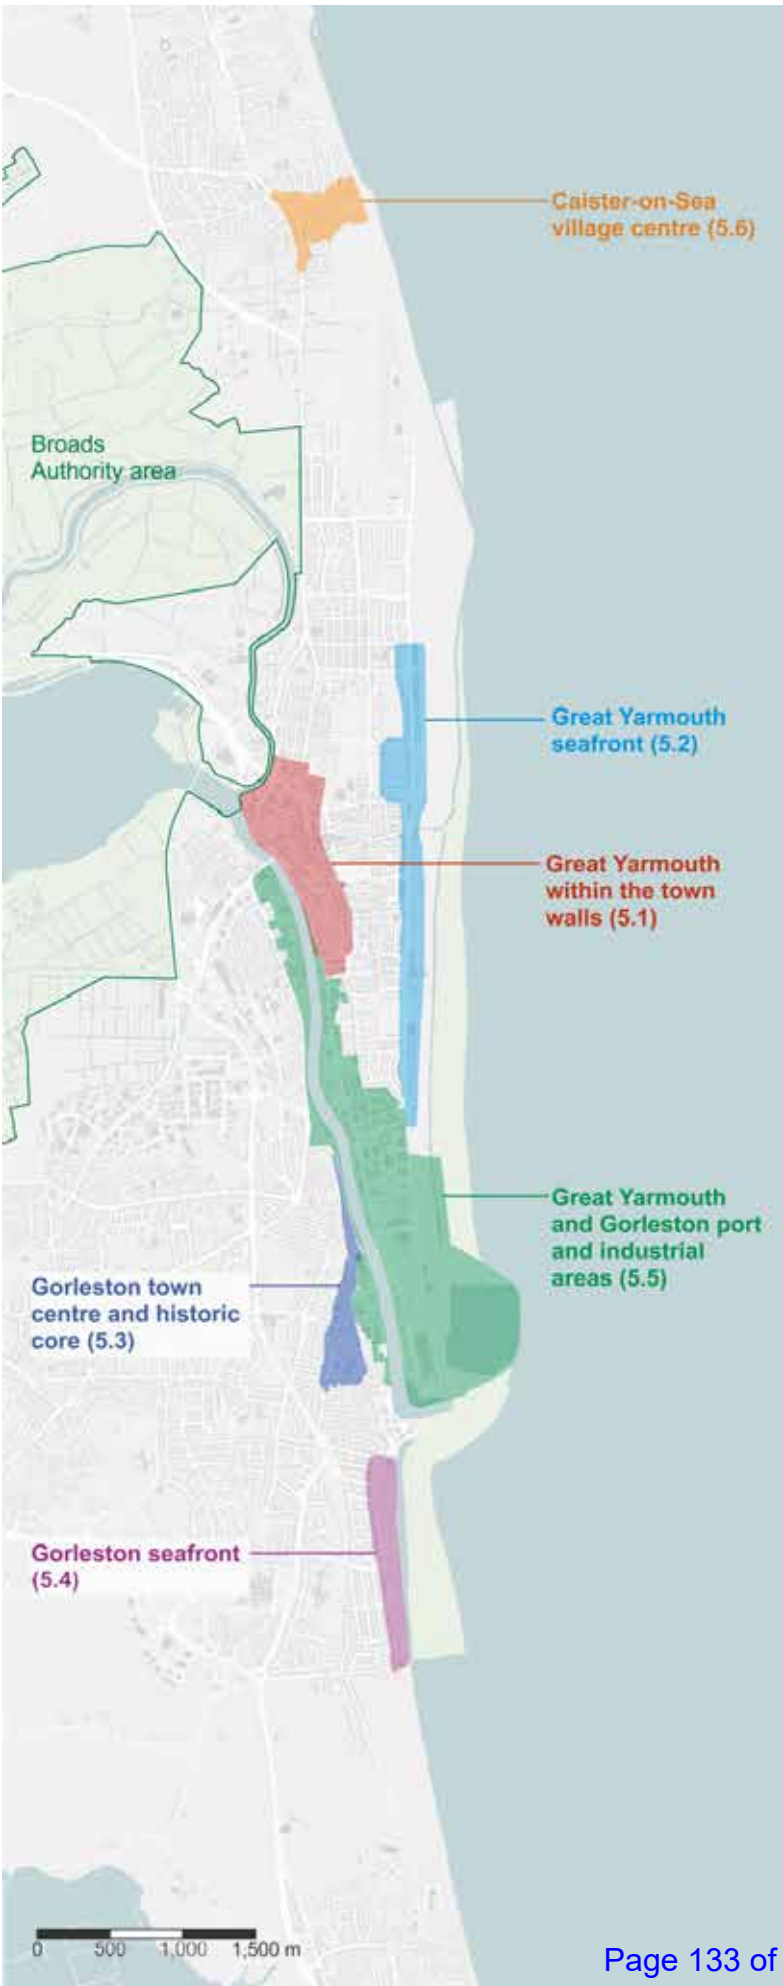 Caister-on-Sea
village centre (5.6)
Broads
Authority area
Great Yarmouth
seafront (5.2)
Great Yarmouth
within the town
walls (5.1)
Great Yarmouth
and Gorleston port
and industrial
areas (5.5)
Gorleston town
centre and historic
core (5.3)
Gorleston seafront
(5.4)
0 500 1,000 1,500 m
Page 133 of